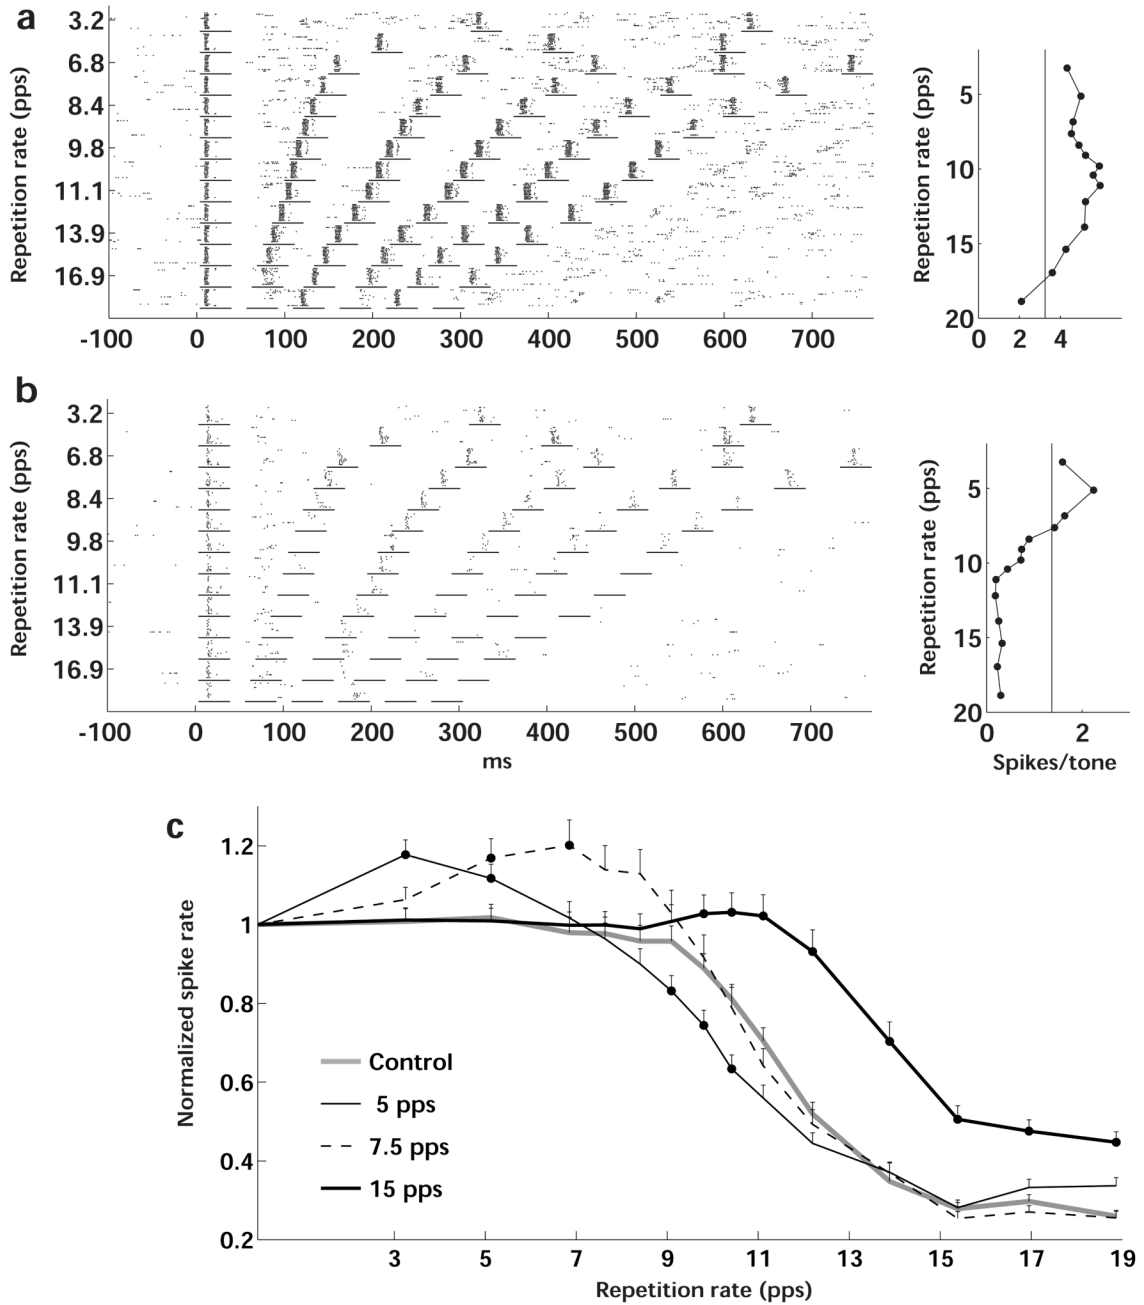 a
Repetition rate (pps)
3.2
6.8
8.4
9.8
11.1
13.9
16.9
-100 0 100 200 300 400 500 600 700
Repetition rate (pps)
5
10
15
20
0 2 4
b
Repetition rate (pps)
3.2
6.8
8.4
9.8
11.1
13.9
16.9
-100 0 100 200 300 400 500 600 700
ms
Repetition rate (pps)
5
10
15
20
0 2
Spikes/tone
c
Normalized spike rate
1.2
1
0.8
0.6
0.4
0.2
Control
5 pps
7.5 pps
15 pps
3 5 7 9 11 13 15 17 19
Repetition rate (pps)